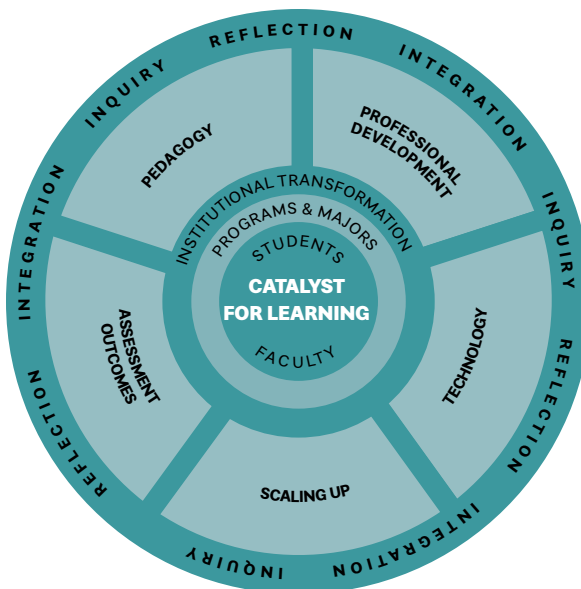 INQUIRY REFLECTION INTEGRATION INQUIRY REFLECTION INTEGRATION INQUIRY REFLECTION INTEGRATION
PEDAGOGY
PROFESSIONAL
DEVELOPMENT
TECHNOLOGY
SCALING UP
ASSESSMENT
OUTCOMES
INSTITUTIONAL TRANSFORMATION
PROGRAMS & MAJORS
STUDENTS
CATALYST
FOR LEARNING
FACULTY